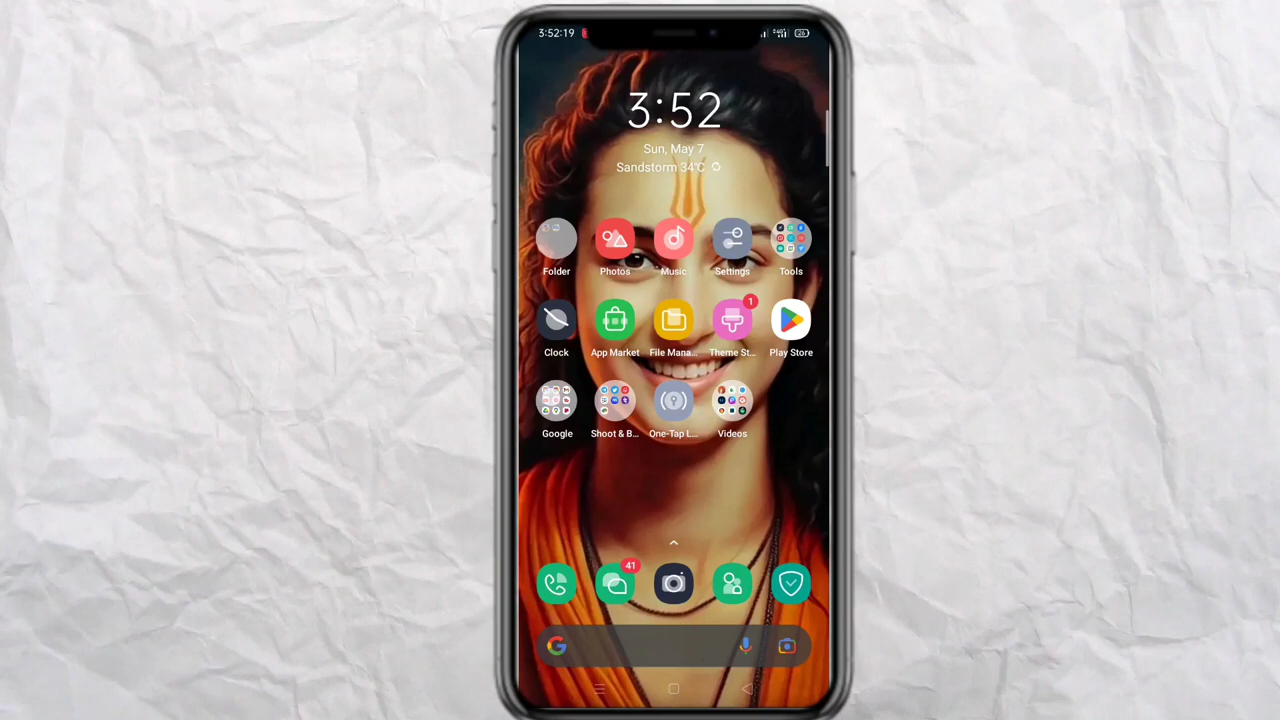 3:52:19
26
3:52
Sun, May 7
Sandstorm 34°C
Folder
Photos
Music
Settings
Tools
1
Clock
App Market
File Mana...
Theme St...
Play Store
Google
Shoot & B...
One-Tap L...
Videos
41